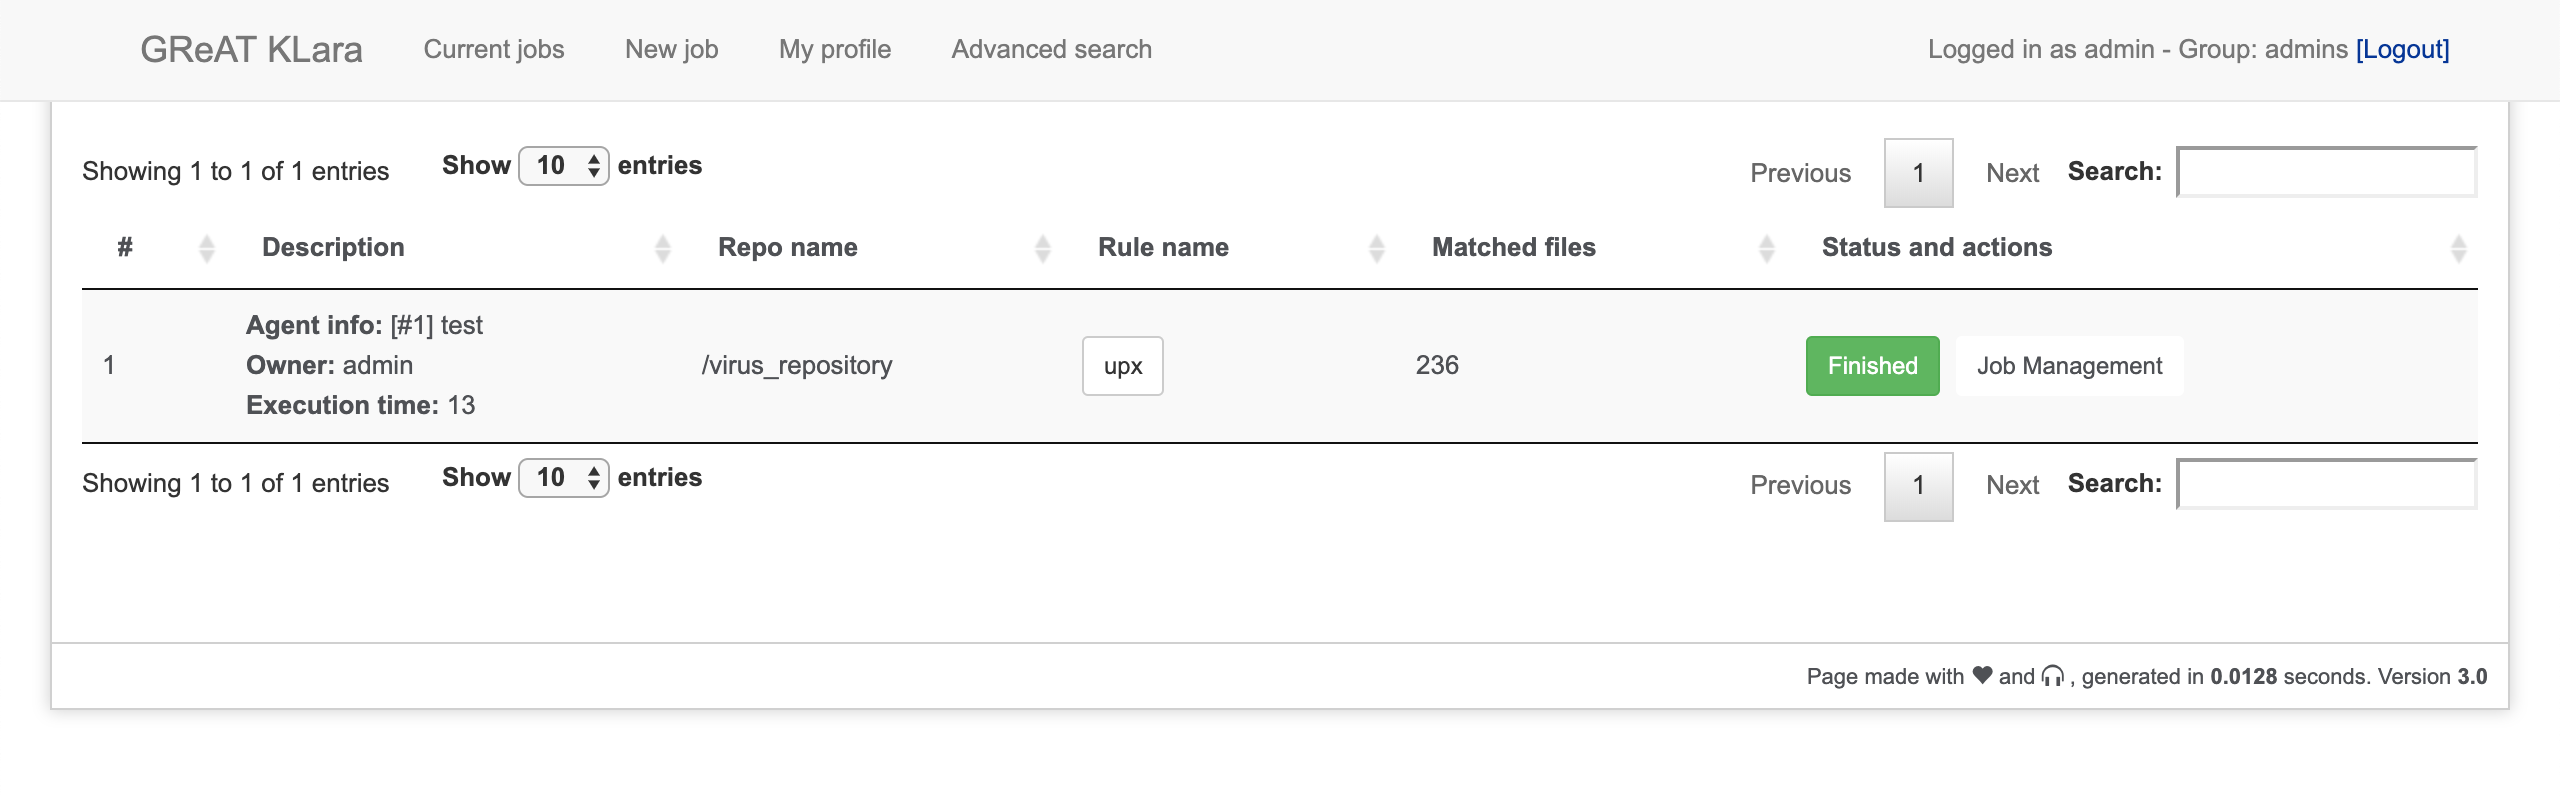 GReAT KLara Current jobs New job My profile Advanced search Logged in as admin - Group: admins [Logout]
Showing 1 to 1 of 1 entries Show 10 entries Previous 1 Next Search:
# Description Repo name Rule name Matched files Status and actions
1 Agent info: [#1] test
Owner: admin
Execution time: 13
/virus_repository upx 236 Finished Job Management
Showing 1 to 1 of 1 entries Show 10 entries Previous 1 Next Search:
Page made with ♥ and 🎧, generated in 0.0128 seconds. Version 3.0